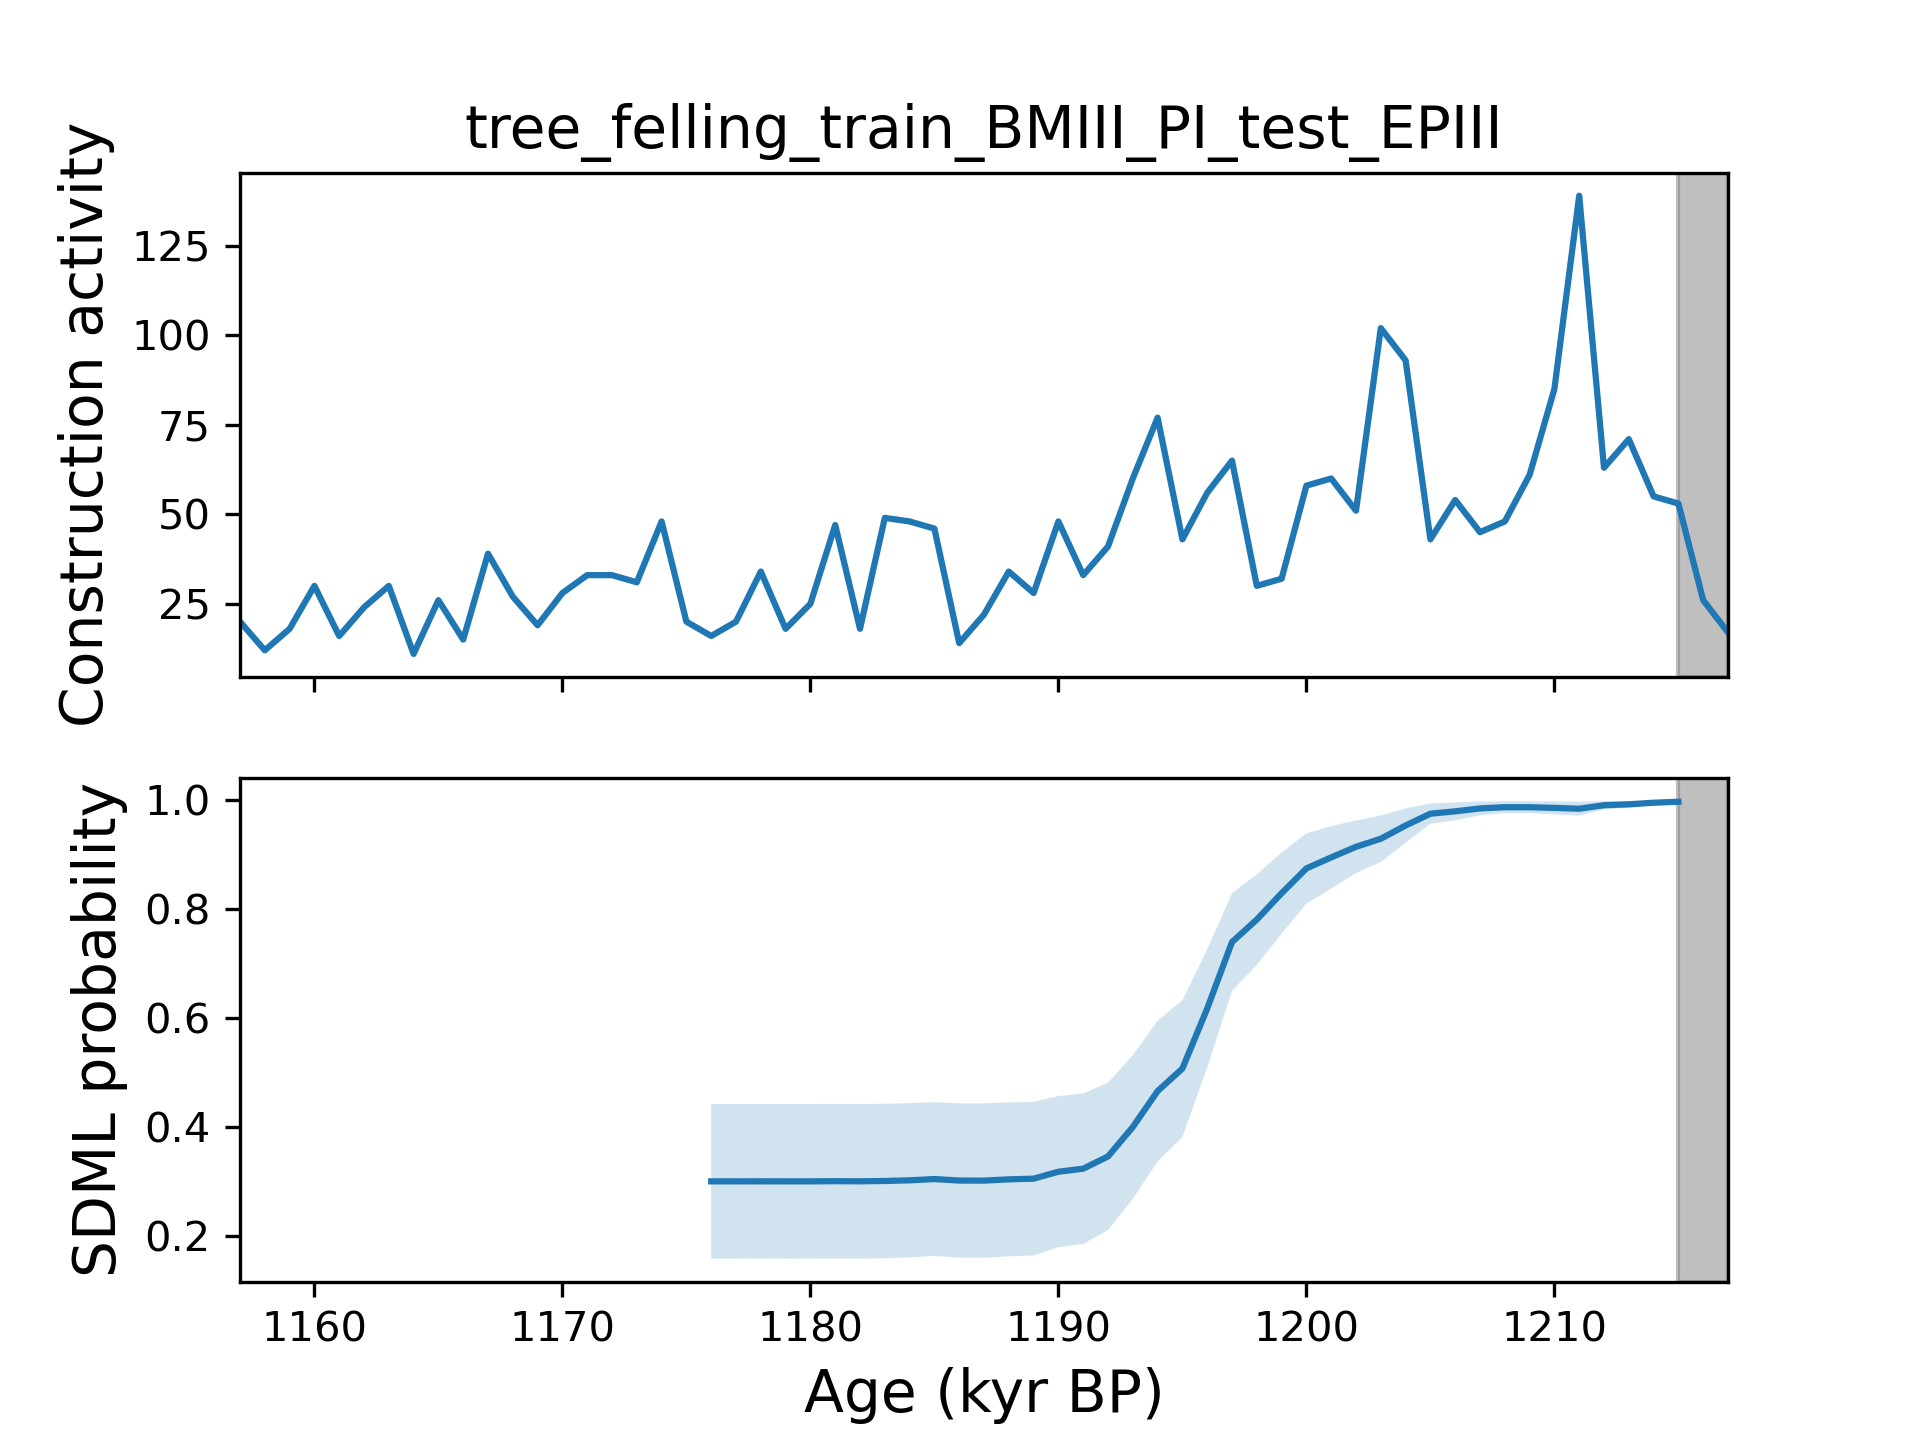 tree_felling_train_BMIII_PI_test_EPIII
Construction activity
125
100
75
50
25
SDML probability
1.0
0.8
0.6
0.4
0.2
1160 1170 1180 1190 1200 1210
Age (kyr BP)